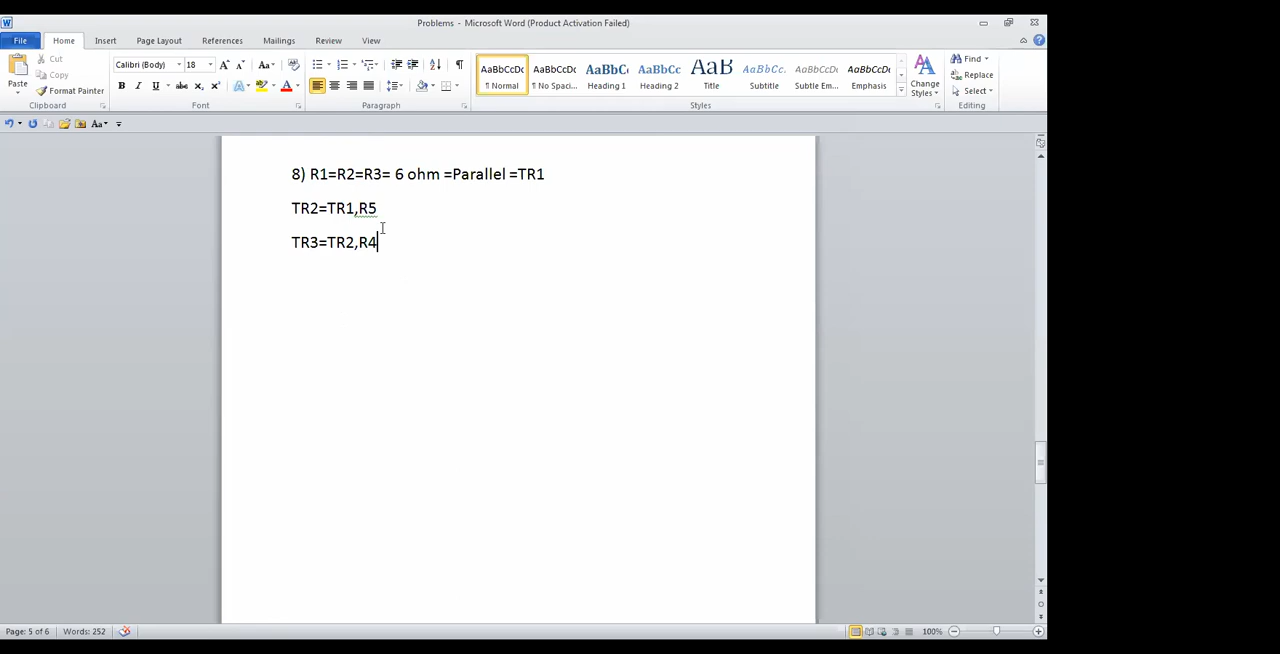 Problems - Microsoft Word (Product Activation Failed)
File Home Insert Page Layout References Mailings Review View
Paste Cut Copy Format Painter Clipboard
Calibri (Body) 18 Font
Paragraph
AaBbCcDc AaBbCcDc AaBbCc AaBbCc AaB AaBbCc. AaBbCcDc AaBbCcDc
¶ Normal ¶ No Spaci... Heading 1 Heading 2 Title Subtitle Subtle Em... Emphasis
Styles
Change Styles
Find Replace Select Editing
8) R1=R2=R3= 6 ohm =Parallel =TR1
TR2=TR1,R5
TR3=TR2,R4
Page: 5 of 6 Words: 252 100%